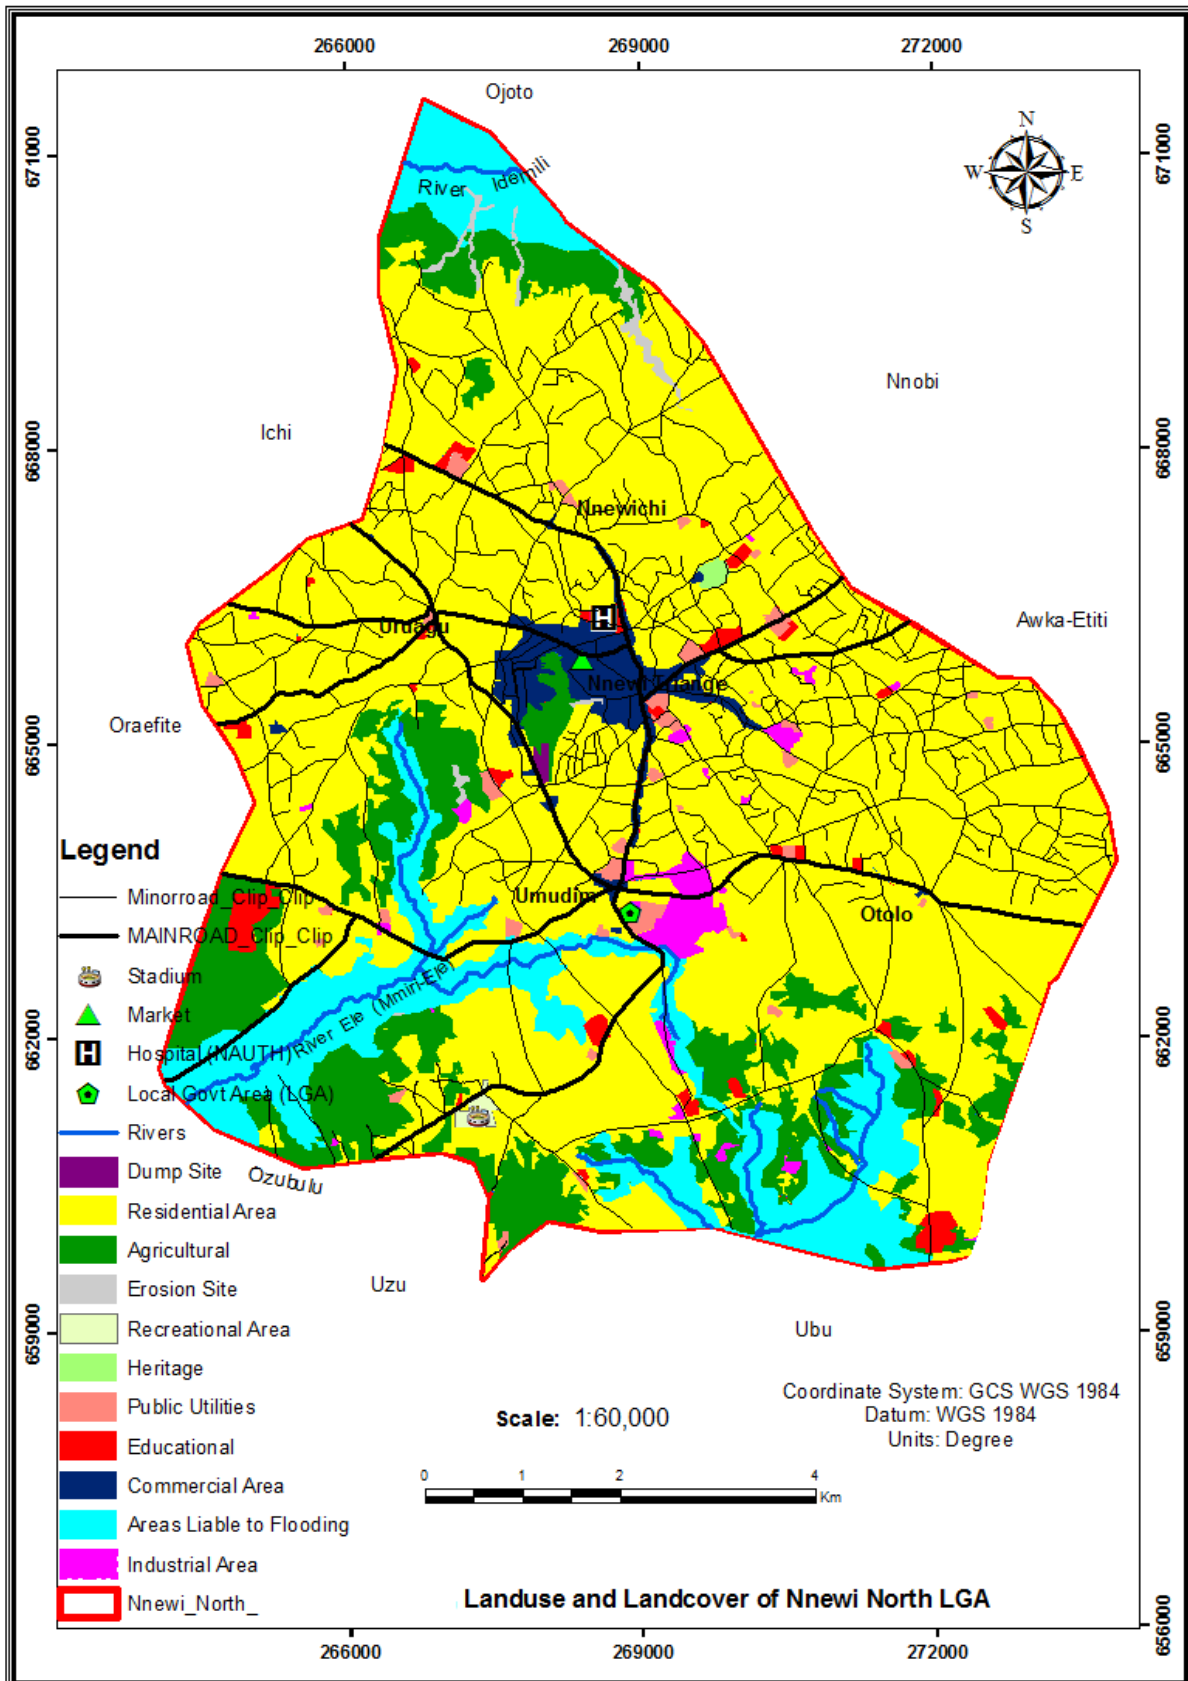 266000
269000
272000
671000
671000
Ojoto
N
W
E
S
River Idemili
Nnobi
Ichi
668000
668000
Nnewichi
Uruagu
Awka-Etiti
Nnewi Triange
Oraefite
665000
665000
Umudim
Otolo
River Ele (Mmiri-Ele)
662000
662000
Ozubulu
Uzu
Ubu
659000
659000
656000
Legend
Minorroad_Clip_Clip
MAINROAD_Clip_Clip
Stadium
Market
H
Hospital (NAUTH)
Local Govt Area (LGA)
Rivers
Dump Site
Residential Area
Agricultural
Erosion Site
Recreational Area
Heritage
Public Utilities
Educational
Commercial Area
Areas Liable to Flooding
Industrial Area
Nnewi_North_
H
Coordinate System: GCS WGS 1984
Datum: WGS 1984
Units: Degree
Scale: 1:60,000
0 1 2 4
Km
Landuse and Landcover of Nnewi North LGA
266000
269000
272000